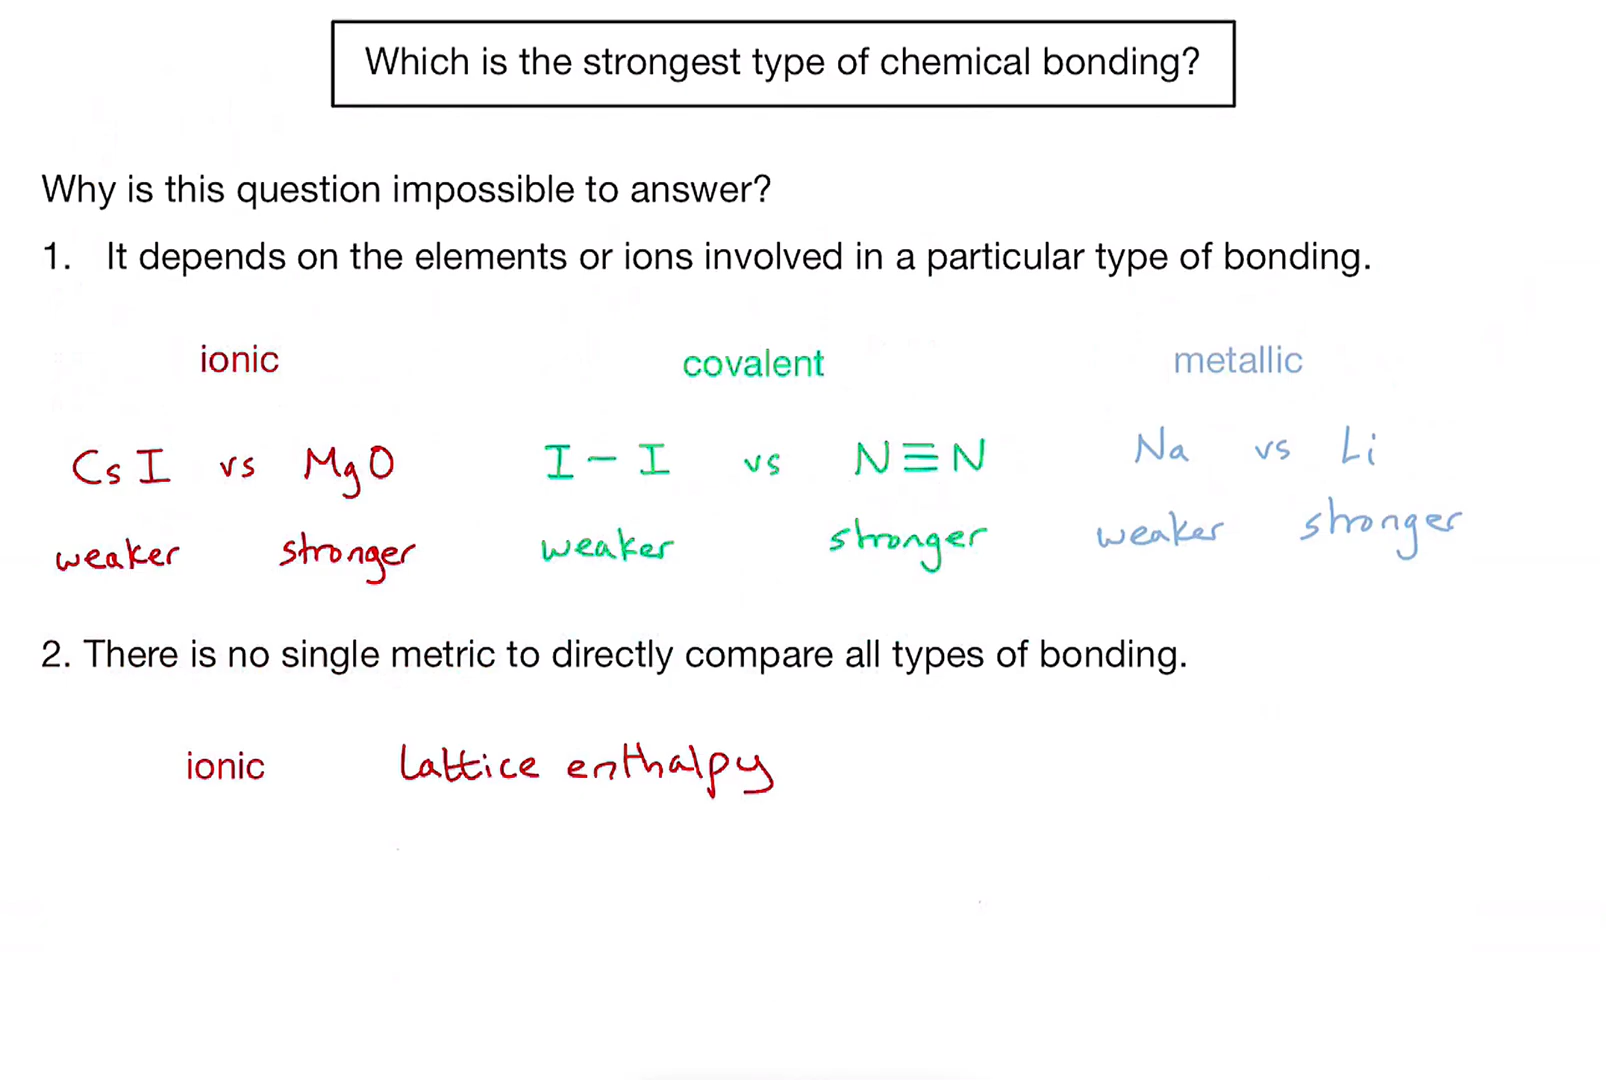 Which is the strongest type of chemical bonding?
Why is this question impossible to answer?
1. It depends on the elements or ions involved in a particular type of bonding.
ionic covalent metallic
CsI vs MgO I-I vs N≡N Na vs Li
weaker stronger weaker stronger weaker stronger
2. There is no single metric to directly compare all types of bonding.
ionic lattice enthalpy